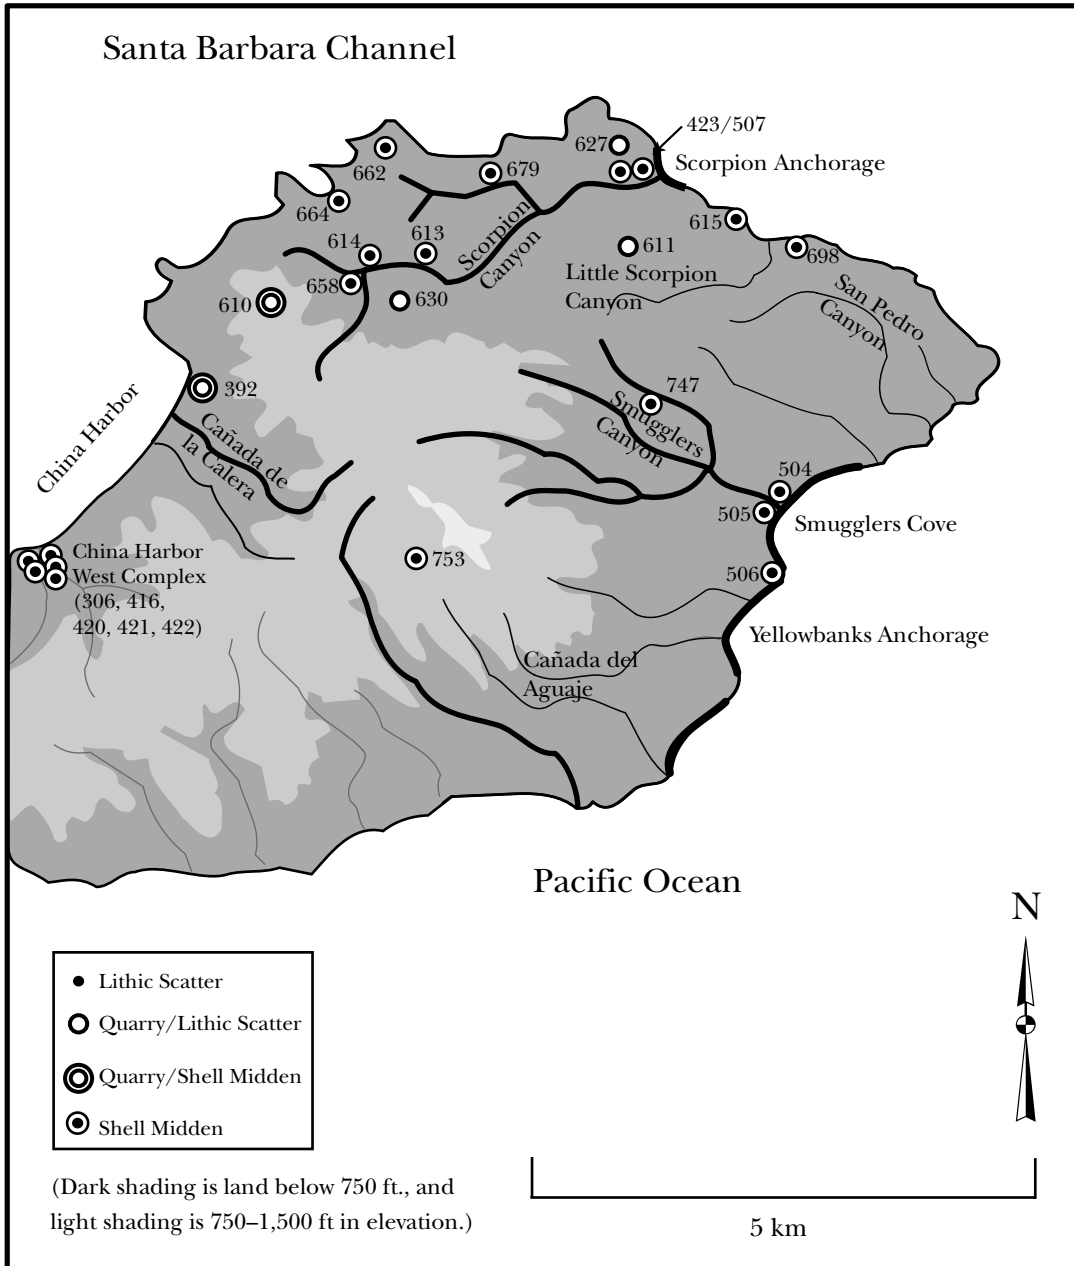 Santa Barbara Channel
423/507
627
Scorpion Anchorage
662
679
664
615
613
614
Scorpion
Canyon
611
698
Little Scorpion
Canyon
658
630
610
San Pedro
Canyon
747
392
Smugglers
Canyon
China Harbor
Cañada de
la Calera
504
505
Smugglers Cove
China Harbor
West Complex
(306, 416,
420, 421, 422)
753
506
Yellowbanks Anchorage
Cañada del
Aguaje
Pacific Ocean
N
Lithic Scatter
Quarry/Lithic Scatter
Quarry/Shell Midden
Shell Midden
(Dark shading is land below 750 ft., and
light shading is 750–1,500 ft in elevation.)
5 km